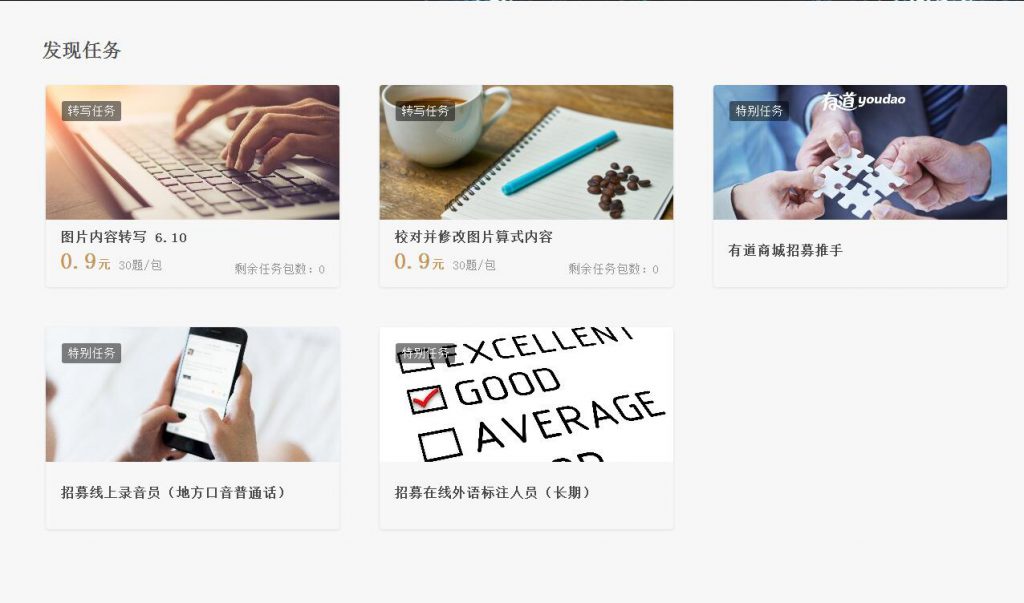 发现任务
转写任务
图片内容转写 6.10
0.9元 30题/包
剩余任务包数: 0
转写任务
校对并修改图片算式内容
0.9元 30题/包
剩余任务包数: 0
特别任务
有道 youdao
有道商城招募推手
特别任务
招募线上录音员（地方口音普通话）
特别任务
EXCELLENT
GOOD
AVERAGE
招募在线外语标注人员（长期）